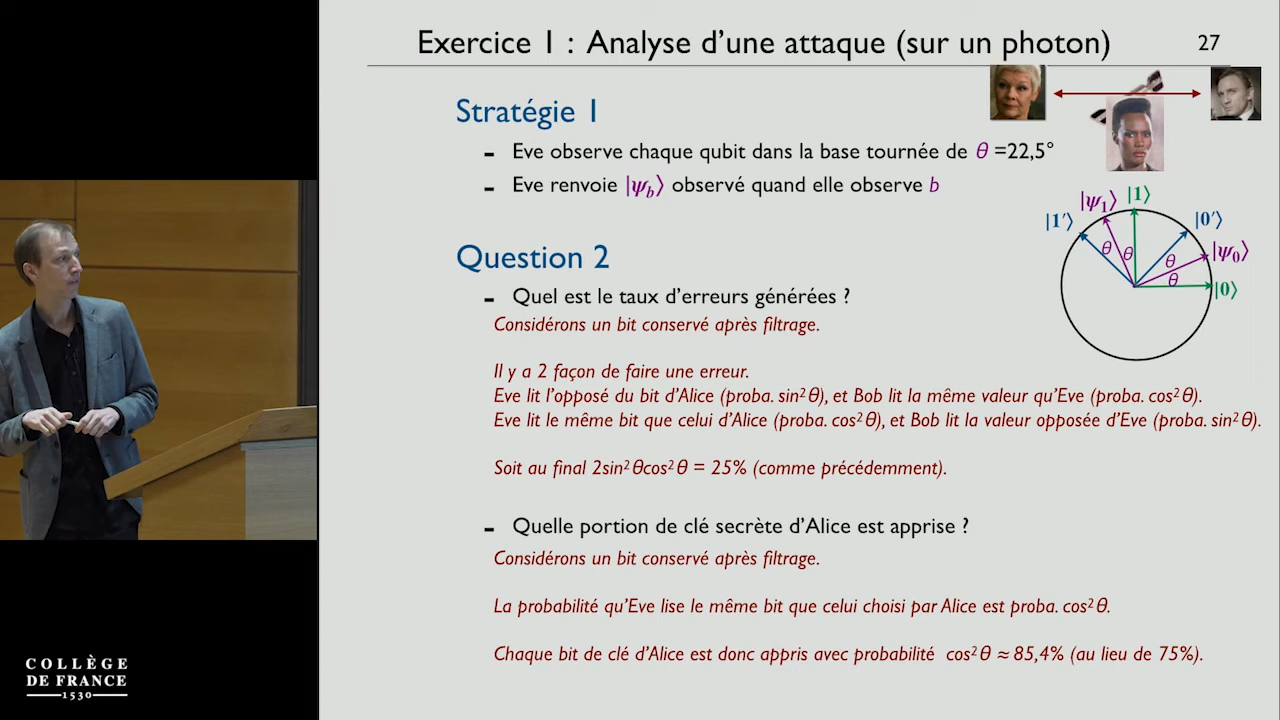 Exercice 1 : Analyse d’une attaque (sur un photon)
27
Stratégie 1
- Eve observe chaque qubit dans la base tournée de θ =22,5°
- Eve renvoie |ψb⟩ observé quand elle observe b
|1′⟩ |ψ1⟩ |1⟩ |0′⟩ |ψ0⟩ |0⟩
θ θ θ θ
Question 2
- Quel est le taux d’erreurs générées ?
Considérons un bit conservé après filtrage.
Il y a 2 façon de faire une erreur.
Eve lit l’opposé du bit d’Alice (proba. sin²θ), et Bob lit la même valeur qu’Eve (proba. cos²θ).
Eve lit le même bit que celui d’Alice (proba. cos²θ), et Bob lit la valeur opposée d’Eve (proba. sin²θ).
Soit au final 2sin²θcos²θ = 25% (comme précédemment).
- Quelle portion de clé secrète d’Alice est apprise ?
Considérons un bit conservé après filtrage.
La probabilité qu’Eve lise le même bit que celui choisi par Alice est proba. cos²θ.
Chaque bit de clé d’Alice est donc appris avec probabilité cos²θ ≈ 85,4% (au lieu de 75%).
COLLÈGE
DE FRANCE
1530